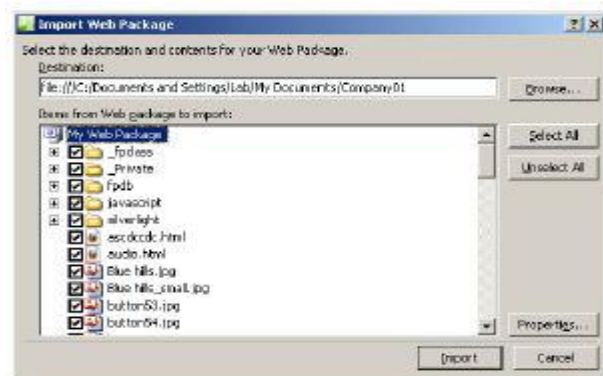 Import Web Package
Select the destination and contents for your Web Package.
Destination:
file:///C:/Documents and Settings/Lab/My Documents/Company01
Browse...
Items from Web package to import:
My Web Package
Select All
_fpclass
_Private
Unselect All
fpdb
javascript
silverlight
ascdccdc.html
audio.html
Blue hills.jpg
Blue hills_small.jpg
button53.jpg
button54.jpg
Properties...
Import
Cancel